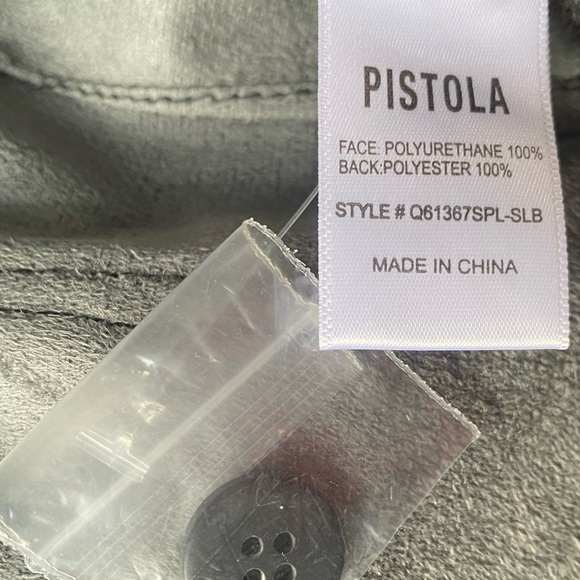 PISTOLA
FACE: POLYURETHANE 100%
BACK:POLYESTER 100%
STYLE # Q61367SPL-SLB
MADE IN CHINA